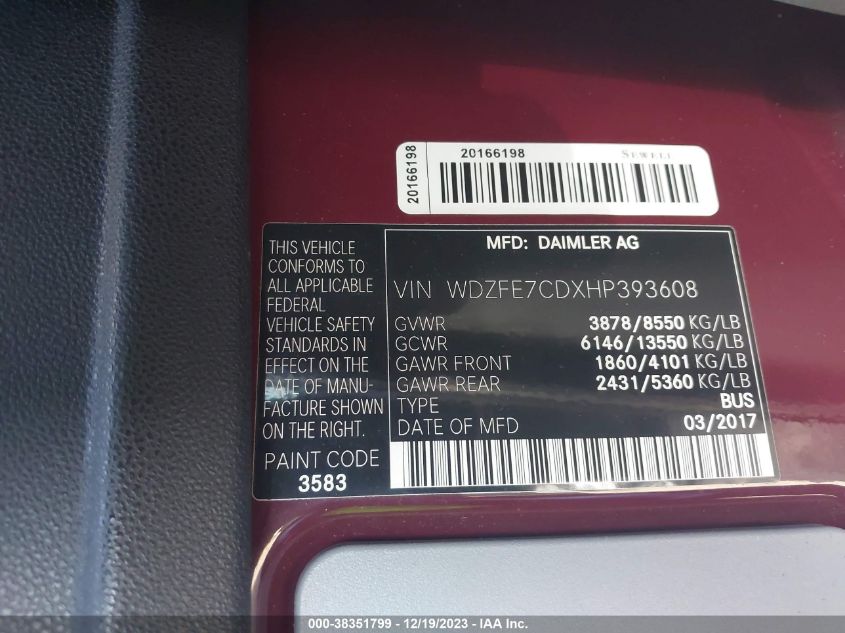 20166198
20166198
SEWELL
MFD: DAIMLER AG
THIS VEHICLE
CONFORMS TO
ALL APPLICABLE
FEDERAL
VEHICLE SAFETY
STANDARDS IN
EFFECT ON THE
DATE OF MANU-
FACTURE SHOWN
ON THE RIGHT.
PAINT CODE
3583
VIN WDZFE7CDXHP393608
GVWR 3878/8550 KG/LB
GCWR 6146/13550 KG/LB
GAWR FRONT 1860/4101 KG/LB
GAWR REAR 2431/5360 KG/LB
TYPE BUS
DATE OF MFD 03/2017
000-38351799 - 12/19/2023 - IAA Inc.